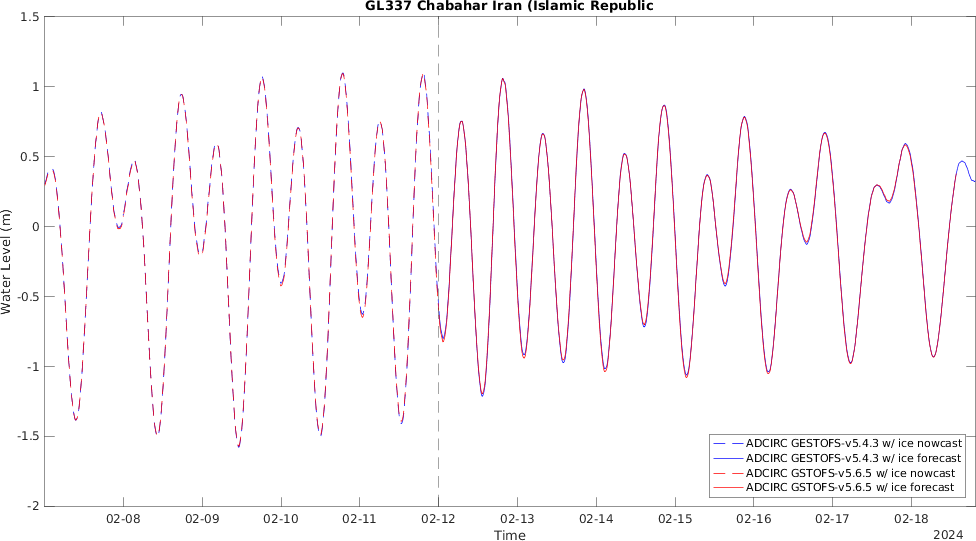 GL337 Chabahar Iran (Islamic Republic
1.5
1
0.5
0
-0.5
-1
-1.5
-2
Water Level (m)
02-08 02-09 02-10 02-11 02-12 02-13 02-14 02-15 02-16 02-17 02-18
Time
2024
ADCIRC GESTOFS-v5.4.3 w/ ice nowcast
ADCIRC GESTOFS-v5.4.3 w/ ice forecast
ADCIRC GSTOFS-v5.6.5 w/ ice nowcast
ADCIRC GSTOFS-v5.6.5 w/ ice forecast